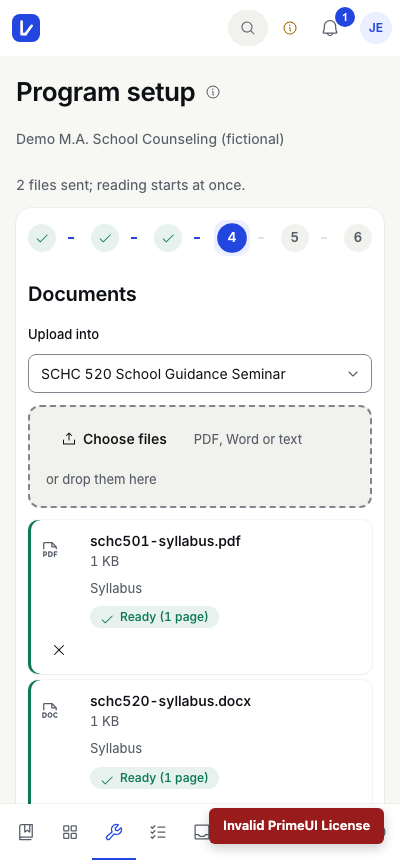 1
JE
Program setup
Demo M.A. School Counseling (fictional)
2 files sent; reading starts at once.
4
5
6
Documents
Upload into
SCHC 520 School Guidance Seminar
Choose files
PDF, Word or text
or drop them here
schc501-syllabus.pdf
PDF
1 KB
Syllabus
Ready (1 page)
schc520-syllabus.docx
DOC
1 KB
Syllabus
Ready (1 page)
Invalid PrimeUI License